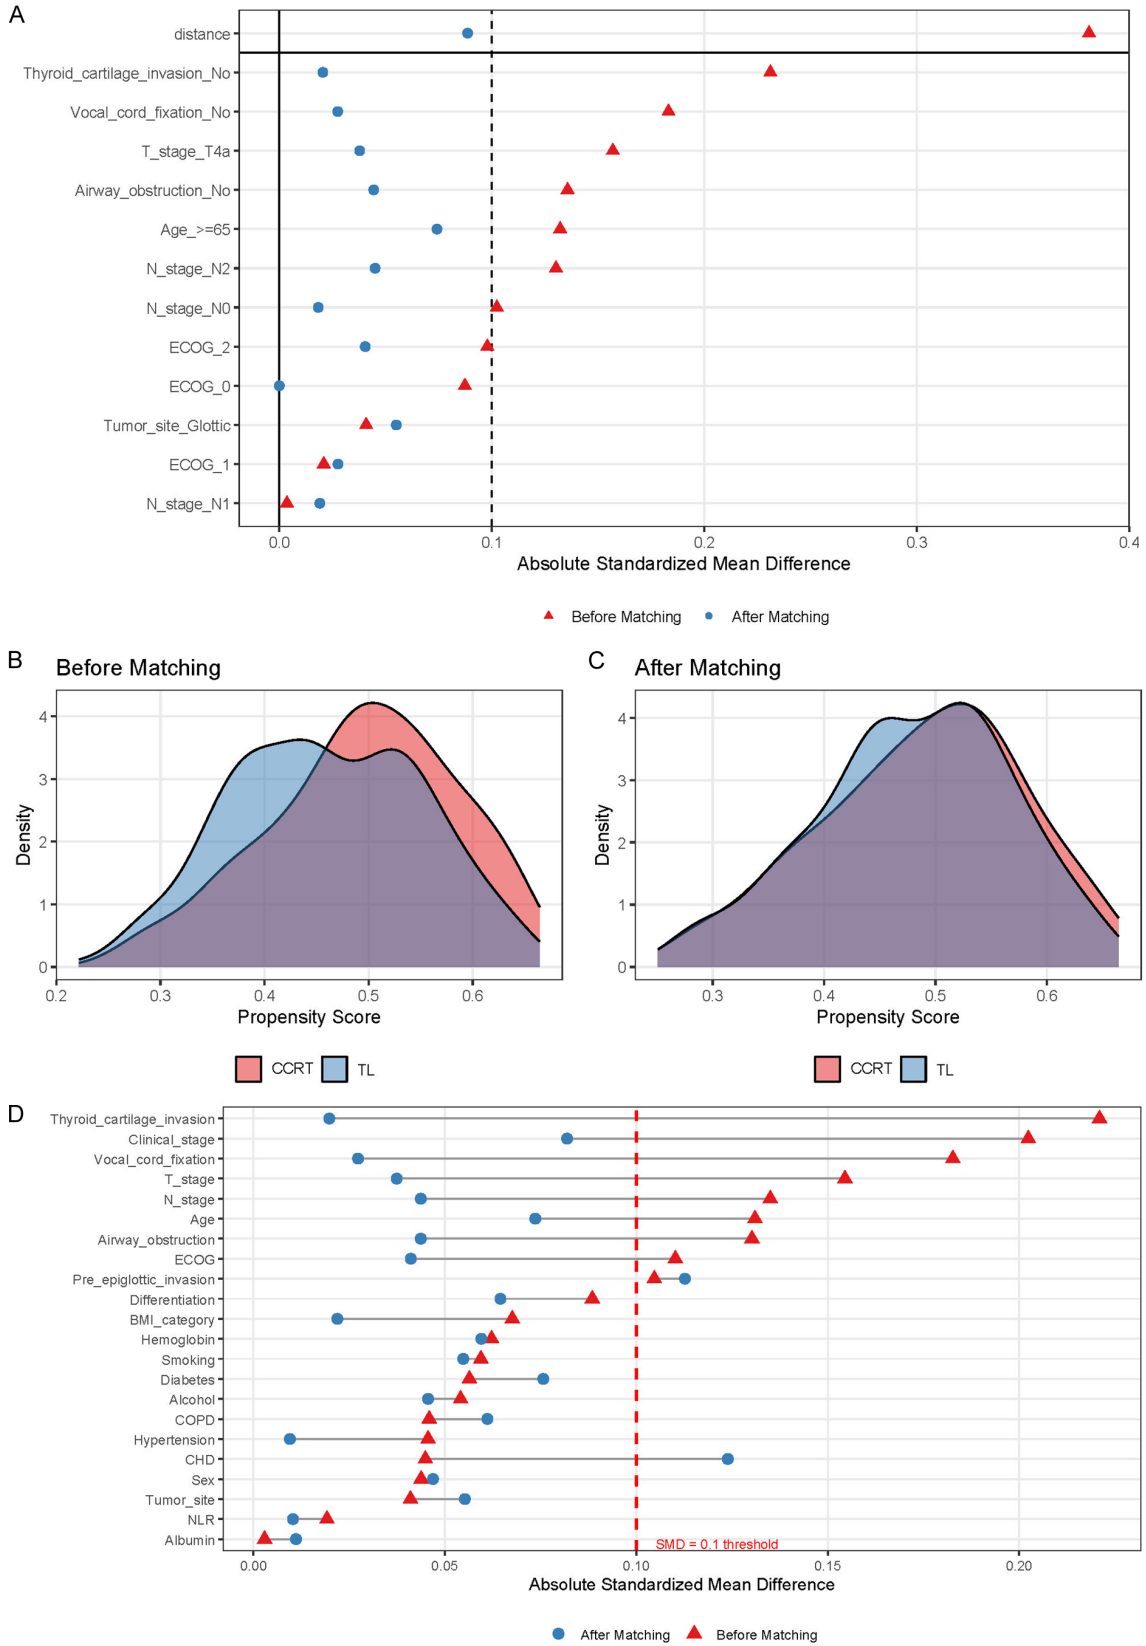 A
distance
Thyroid_cartilage_invasion_No
Vocal_cord_fixation_No
T_stage_T4a
Airway_obstruction_No
Age_>=65
N_stage_N2
N_stage_N0
ECOG_2
ECOG_0
Tumor_site_Glottic
ECOG_1
N_stage_N1
0.0 0.1 0.2 0.3 0.4
Absolute Standardized Mean Difference
Before Matching After Matching
B Before Matching
4
3
2
1
0
Density
0.2 0.3 0.4 0.5 0.6
Propensity Score
CCRT TL
C After Matching
4
3
2
1
0
Density
0.3 0.4 0.5 0.6
Propensity Score
CCRT TL
D
Thyroid_cartilage_invasion
Clinical_stage
Vocal_cord_fixation
T_stage
N_stage
Age
Airway_obstruction
ECOG
Pre_epiglottic_invasion
Differentiation
BMI_category
Hemoglobin
Smoking
Diabetes
Alcohol
COPD
Hypertension
CHD
Sex
Tumor_site
NLR
Albumin
SMD = 0.1 threshold
0.00 0.05 0.10 0.15 0.20
Absolute Standardized Mean Difference
After Matching Before Matching